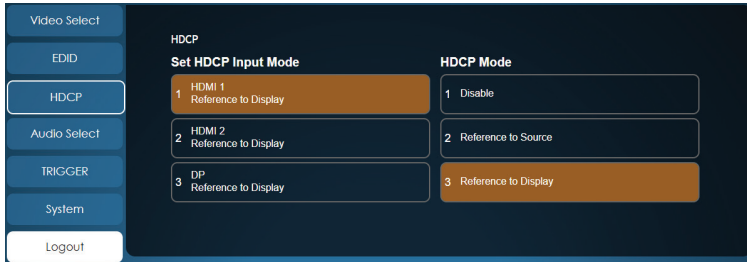 Video Select
EDID
HDCP
Audio Select
TRIGGER
System
Logout
HDCP
Set HDCP Input Mode
1 HDMI 1
Reference to Display
2 HDMI 2
Reference to Display
3 DP
Reference to Display
HDCP Mode
1 Disable
2 Reference to Source
3 Reference to Display